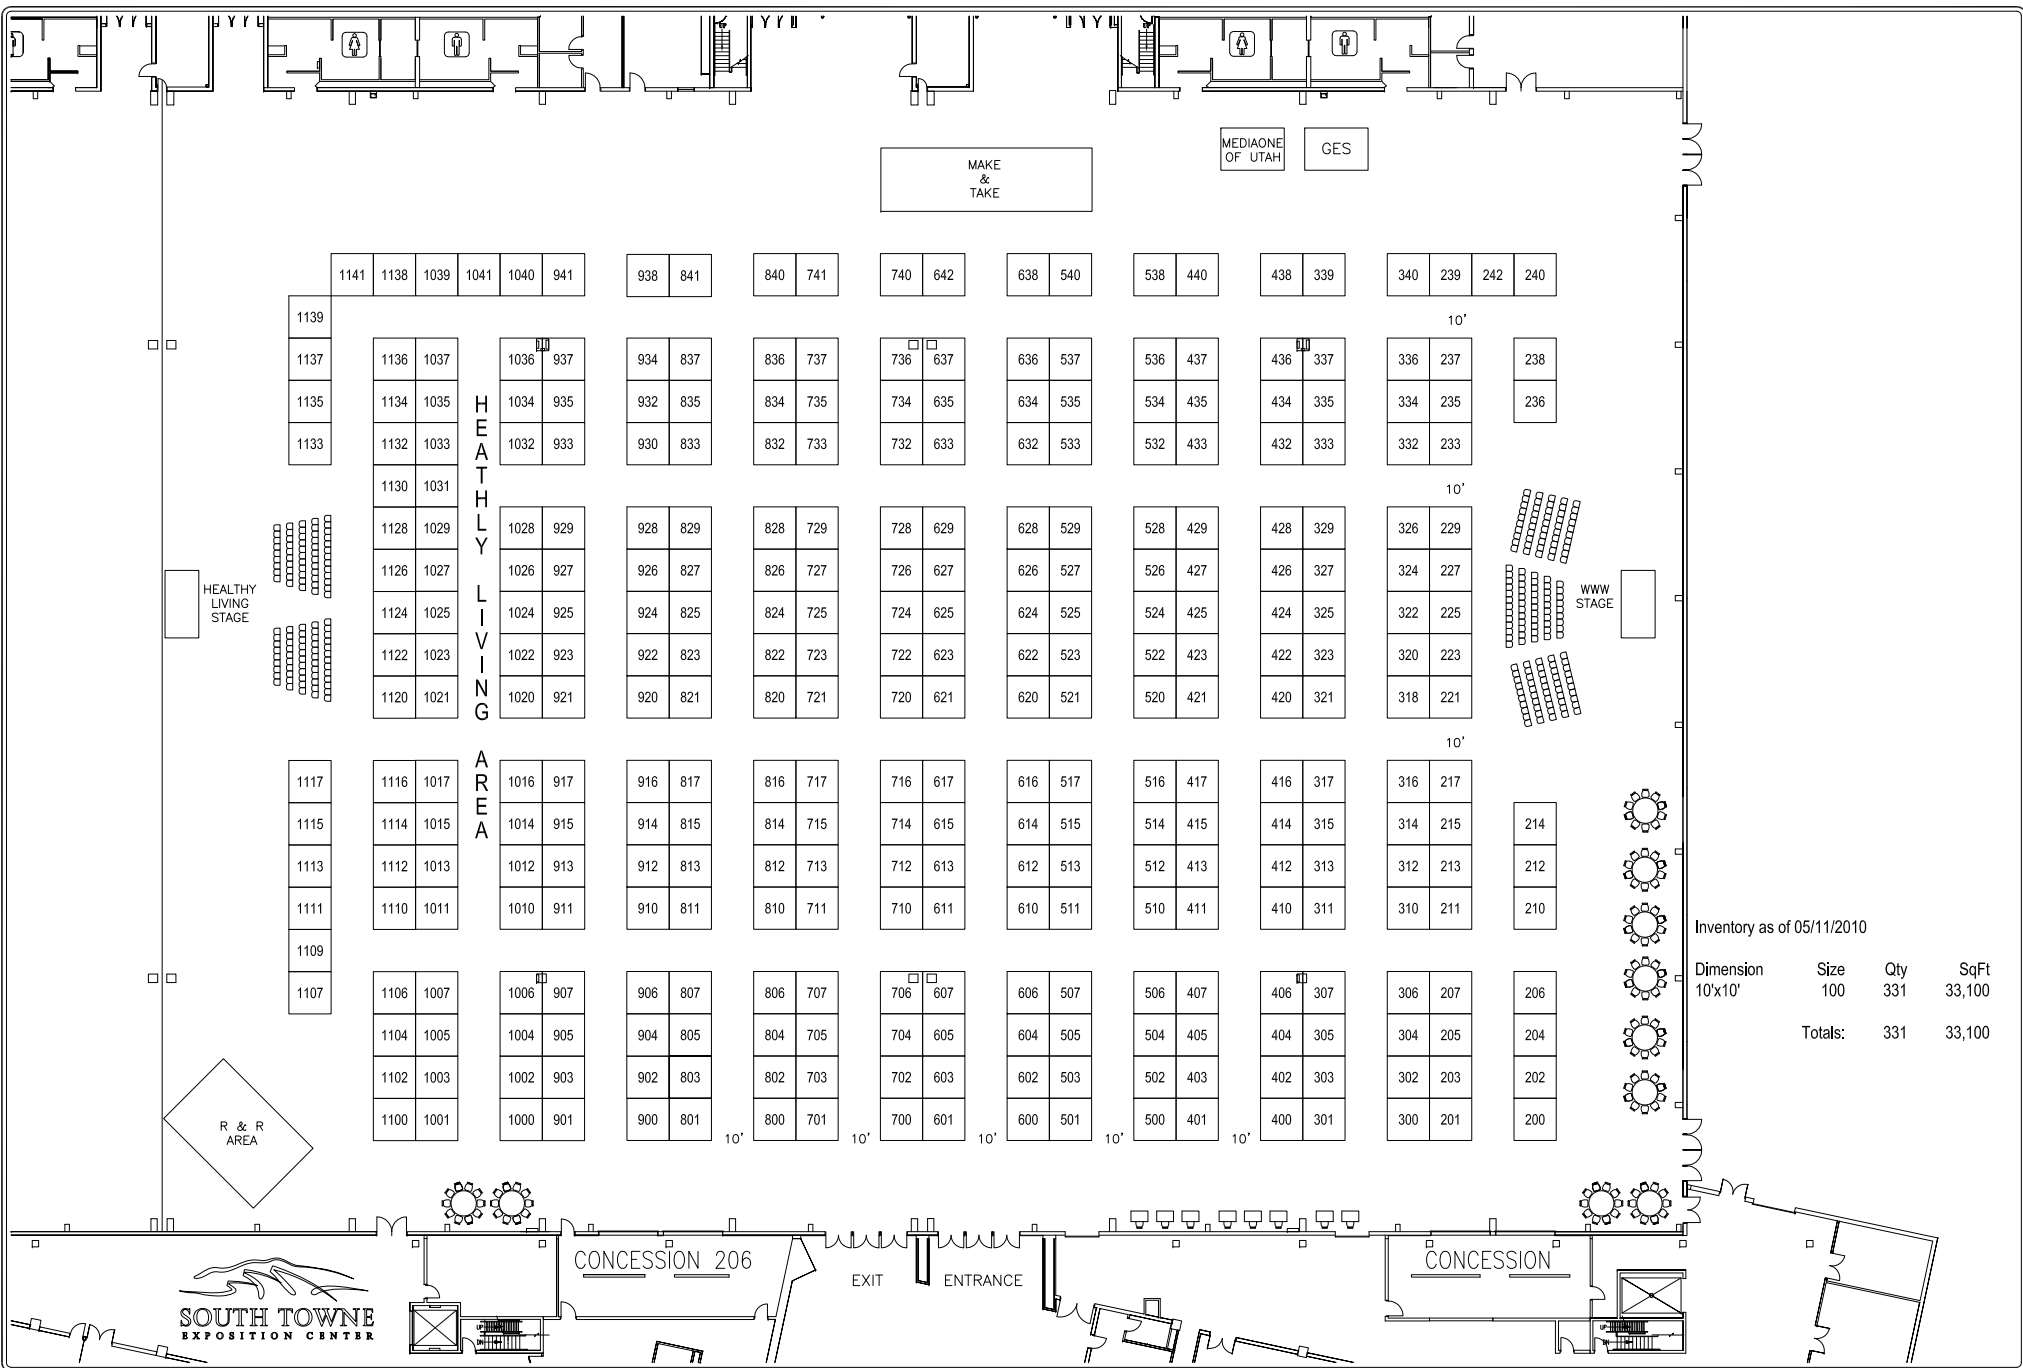 MEDIAONE
OF UTAH
GES
MAKE
&
TAKE
1141 1138 1039 1041 1040 941 938 841 840 741 740 642 638 540 538 440 438 339 340 239 242 240
1139
10'
1137 1136 1037 1036 937 934 837 836 737 736 637 636 537 536 437 436 337 336 237 238
1135 1134 1035 1034 935 932 835 834 735 734 635 634 535 534 435 434 335 334 235 236
1133 1132 1033 1032 933 930 833 832 733 732 633 632 533 532 433 432 333 332 233
1130 1031
10'
1128 1029 1028 929 928 829 828 729 728 629 628 529 528 429 428 329 326 229
1126 1027 1026 927 926 827 826 727 726 627 626 527 526 427 426 327 324 227
1124 1025 1024 925 924 825 824 725 724 625 624 525 524 425 424 325 322 225
1122 1023 1022 923 922 823 822 723 722 623 622 523 522 423 422 323 320 223
1120 1021 1020 921 920 821 820 721 720 621 620 521 520 421 420 321 318 221
HEATHLY LIVING AREA
HEALTHY
LIVING
STAGE
WWW
STAGE
10'
1117 1116 1017 1016 917 916 817 816 717 716 617 616 517 516 417 416 317 316 217
1115 1114 1015 1014 915 914 815 814 715 714 615 614 515 514 415 414 315 314 215 214
1113 1112 1013 1012 913 912 813 812 713 712 613 612 513 512 413 412 313 312 213 212
1111 1110 1011 1010 911 910 811 810 711 710 611 610 511 510 411 410 311 310 211 210
1109
1107 1106 1007 1006 907 906 807 806 707 706 607 606 507 506 407 406 307 306 207 206
1104 1005 1004 905 904 805 804 705 704 605 604 505 504 405 404 305 304 205 204
1102 1003 1002 903 902 803 802 703 702 603 602 503 502 403 402 303 302 203 202
1100 1001 1000 901 900 801 800 701 700 601 600 501 500 401 400 301 300 201 200
10' 10' 10' 10' 10'
Inventory as of 05/11/2010
Dimension Size Qty SqFt
10'x10' 100 331 33,100
Totals: 331 33,100
R & R
AREA
CONCESSION 206
EXIT
ENTRANCE
CONCESSION
SOUTH TOWNE
EXPOSITION CENTER
UP
DN
UP
DN